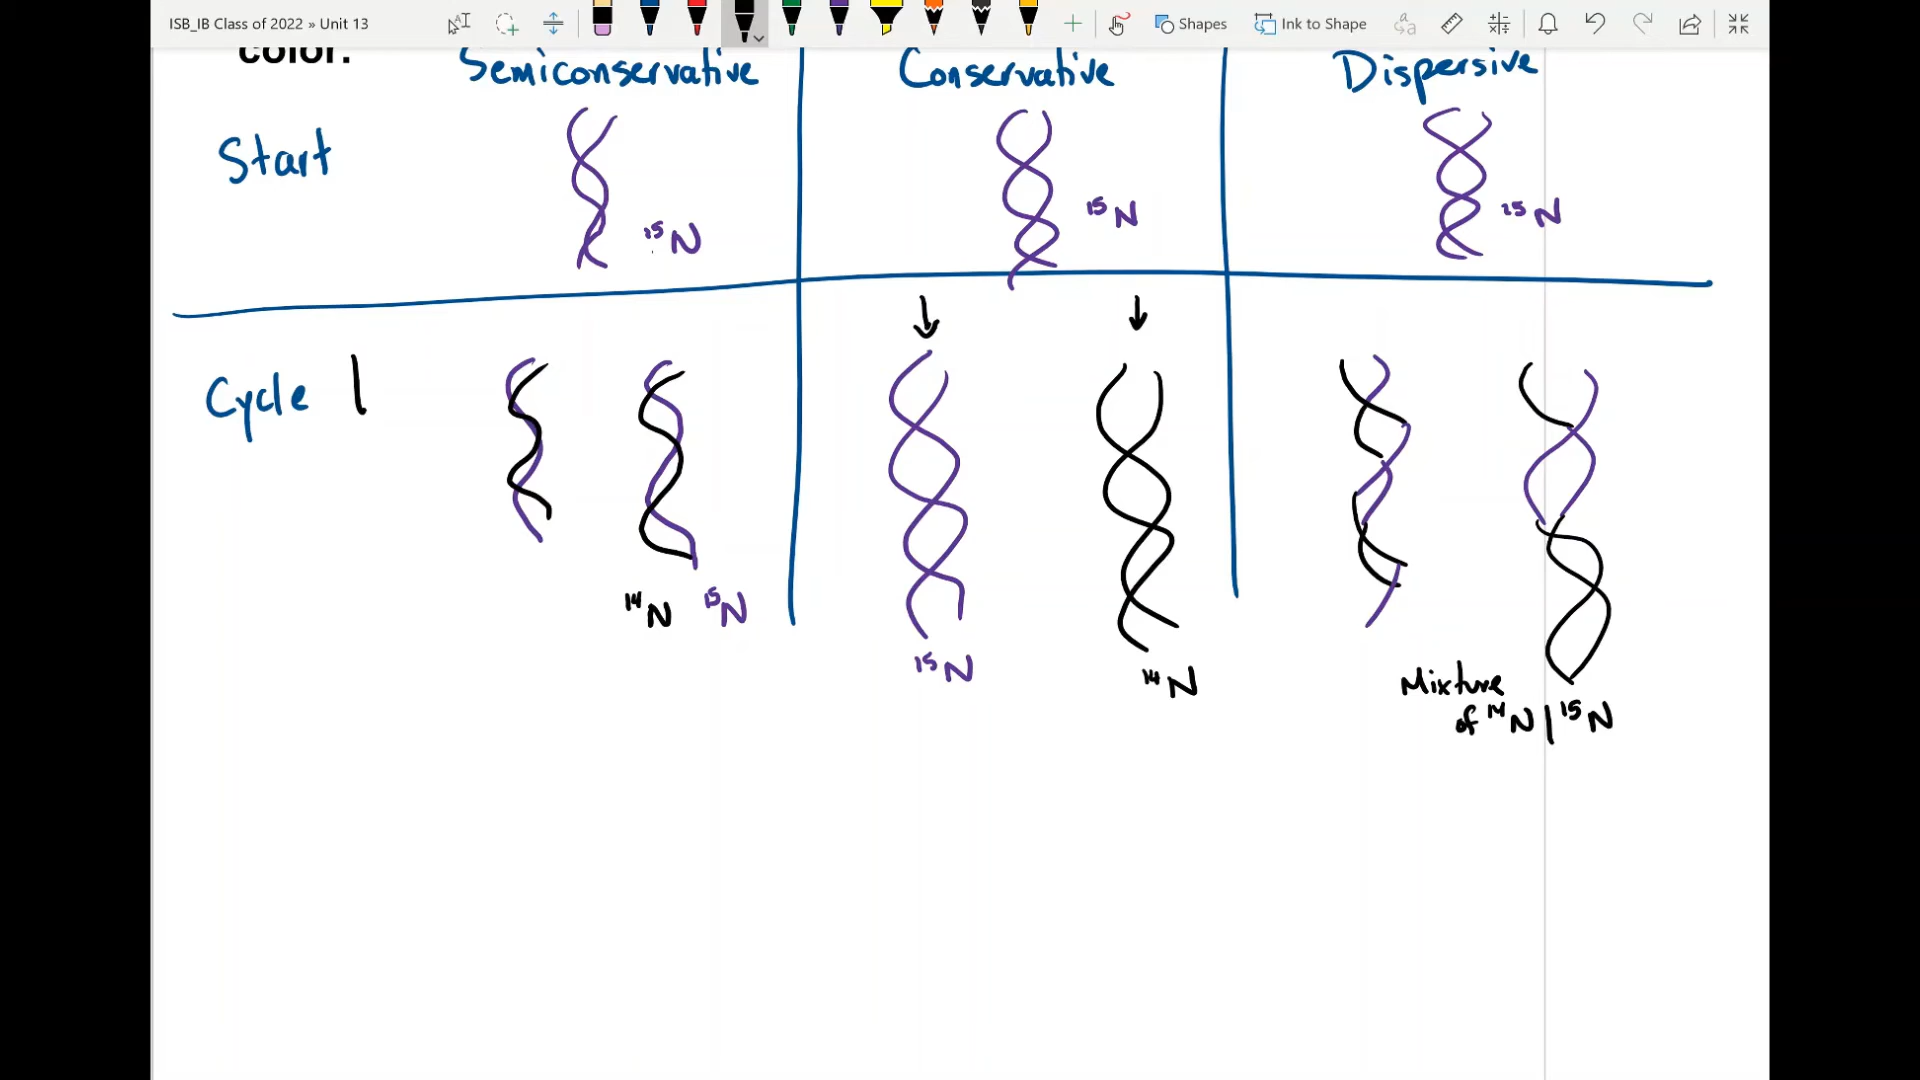 ISB_IB Class of 2022 » Unit 13
Shapes
Ink to Shape
color.
Semiconservative
Conservative
Dispersive
Start
15N
15N
15N
Cycle 1
14N 15N
15N
14N
Mixture
of 14N/15N